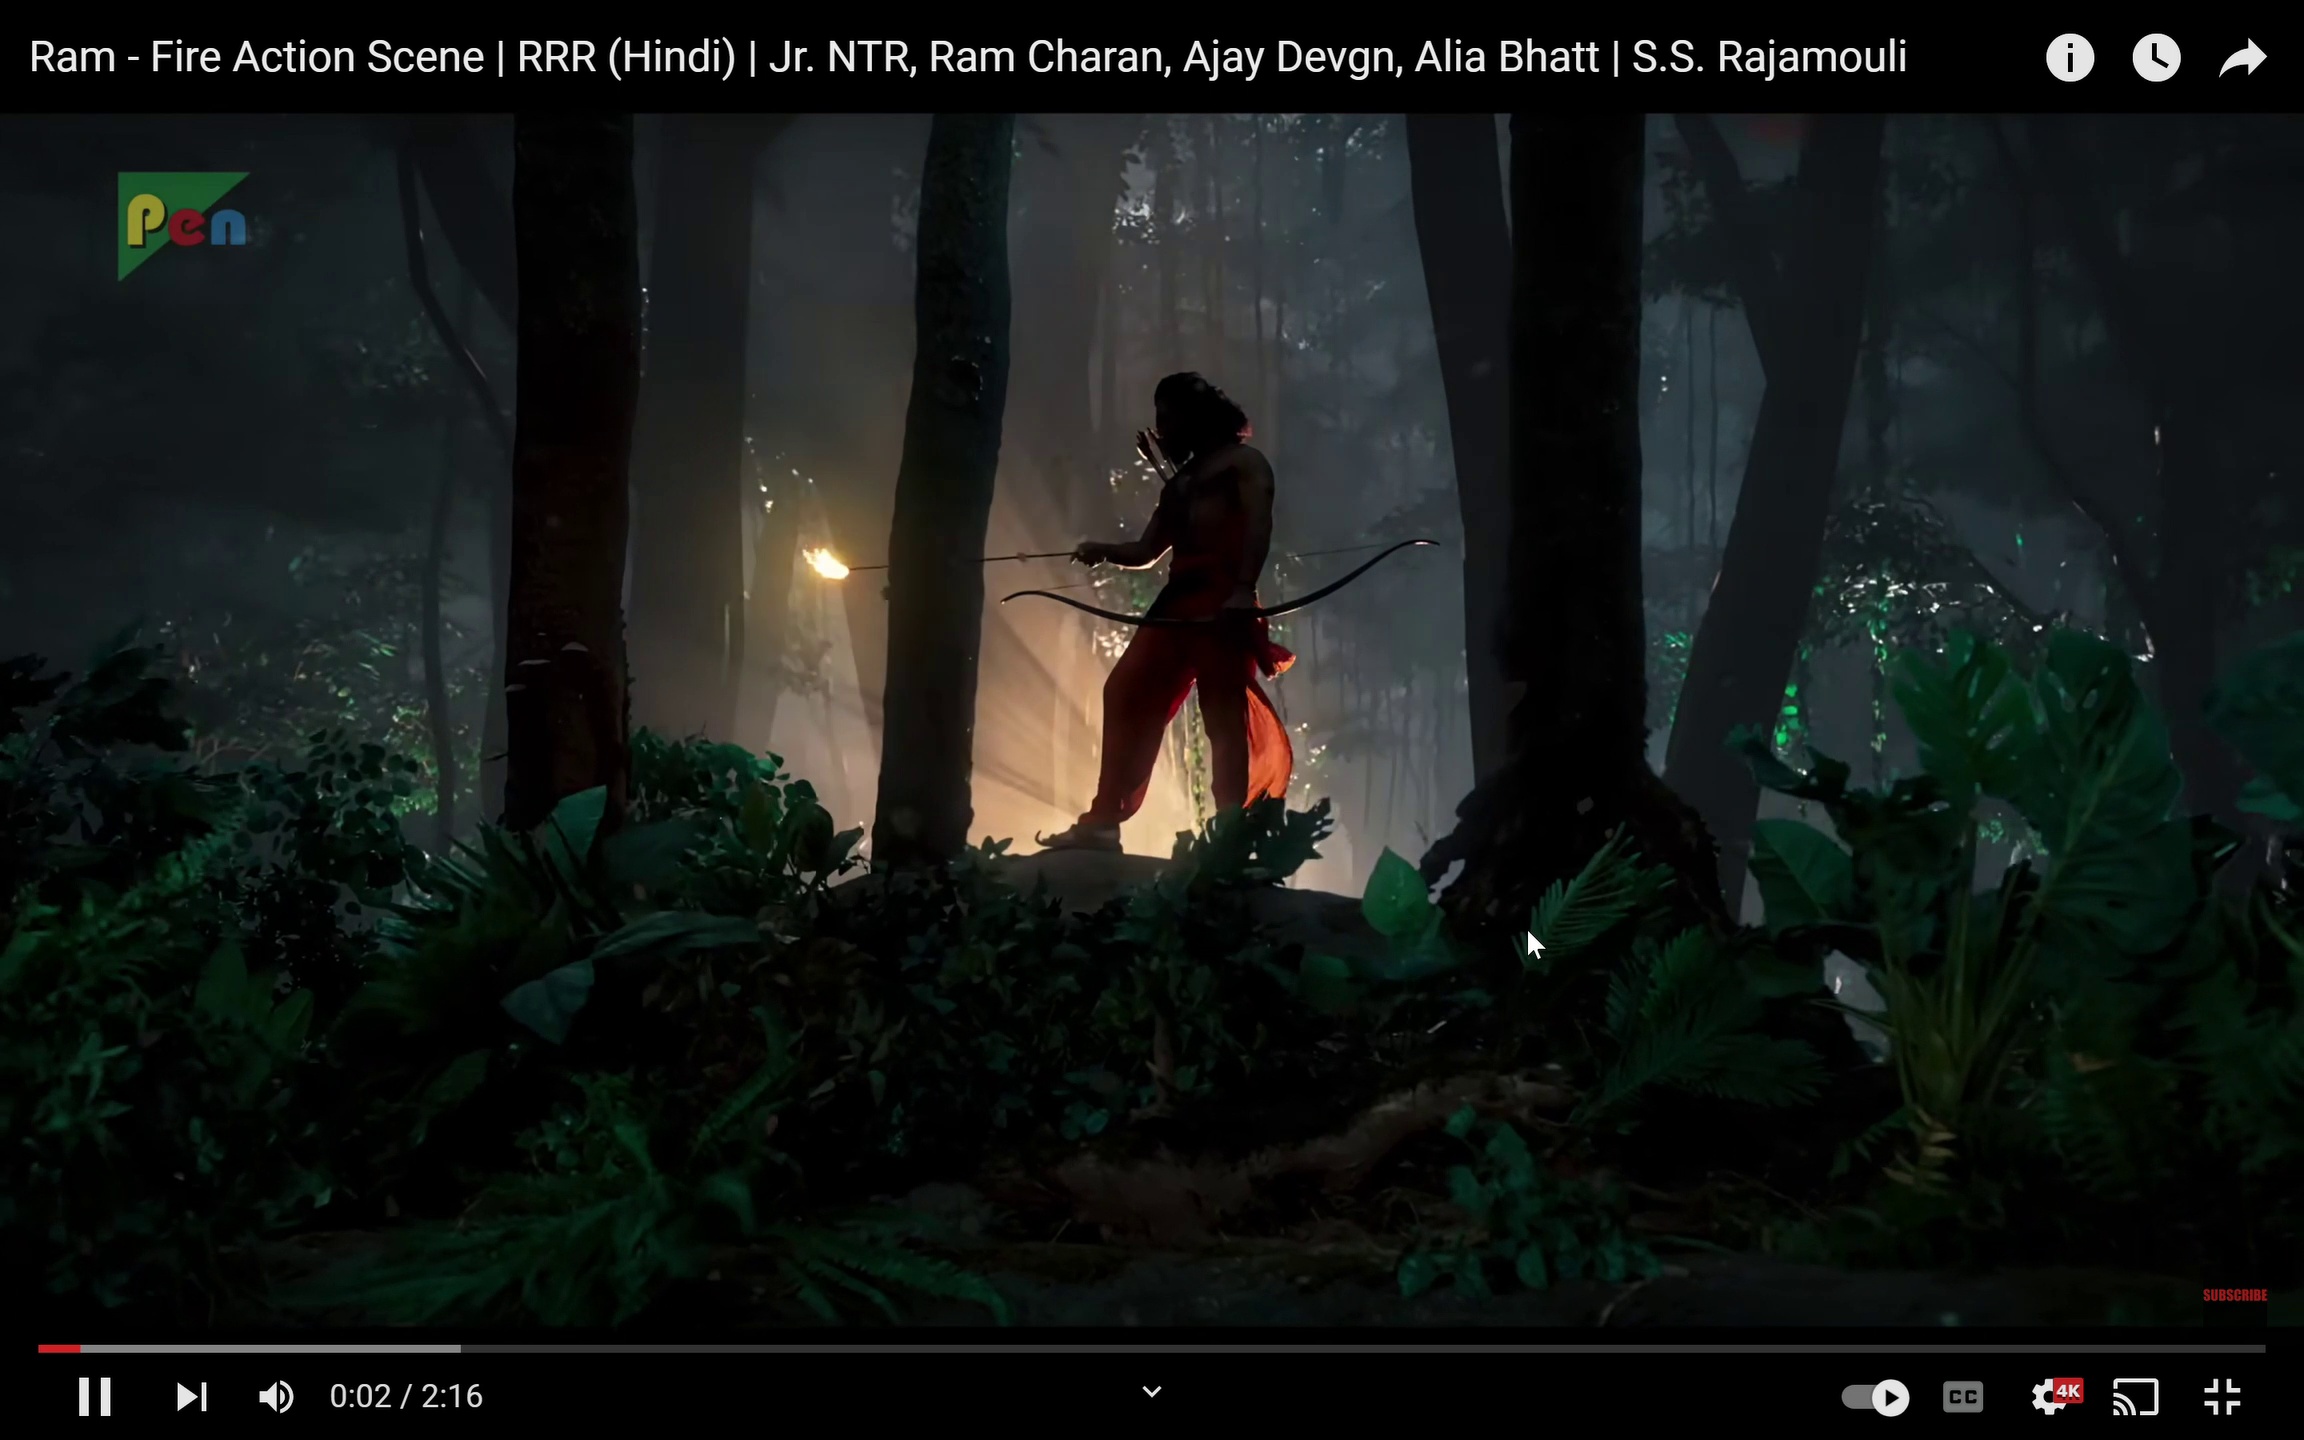 Ram - Fire Action Scene | RRR (Hindi) | Jr. NTR, Ram Charan, Ajay Devgn, Alia Bhatt | S.S. Rajamouli
Pen
SUBSCRIBE
0:02 / 2:16
CC
4K